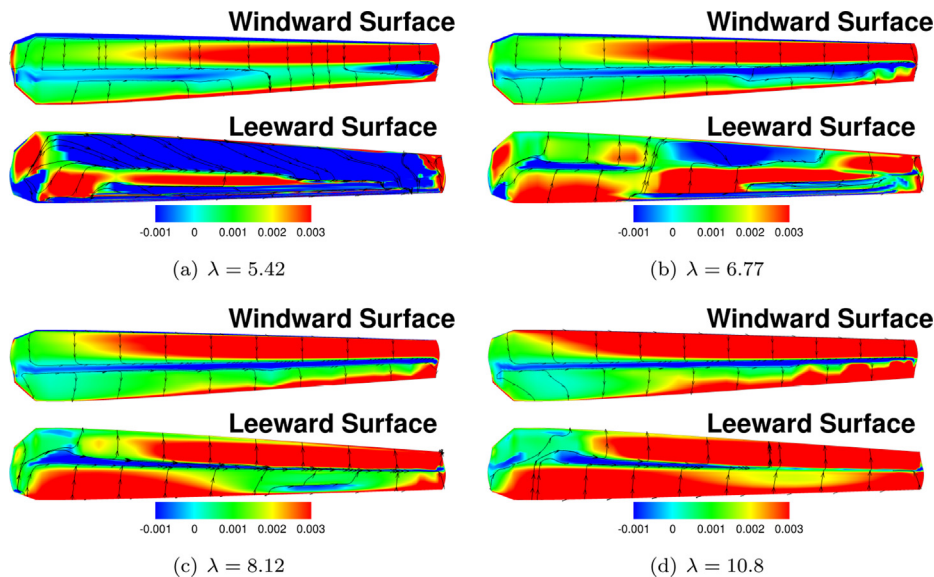 Windward Surface
Leeward Surface
-0.001 0 0.001 0.002 0.003
(a) λ = 5.42
Windward Surface
Leeward Surface
-0.001 0 0.001 0.002 0.003
(b) λ = 6.77
Windward Surface
Leeward Surface
-0.001 0 0.001 0.002 0.003
(c) λ = 8.12
Windward Surface
Leeward Surface
-0.001 0 0.001 0.002 0.003
(d) λ = 10.8